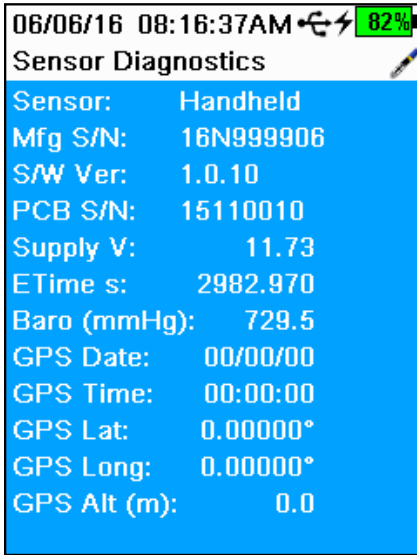 06/06/16 08:16:37AM 82%
Sensor Diagnostics
Sensor: Handheld
Mfg S/N: 16N999906
S/W Ver: 1.0.10
PCB S/N: 15110010
Supply V: 11.73
ETime s: 2982.970
Baro (mmHg): 729.5
GPS Date: 00/00/00
GPS Time: 00:00:00
GPS Lat: 0.00000°
GPS Long: 0.00000°
GPS Alt (m): 0.0